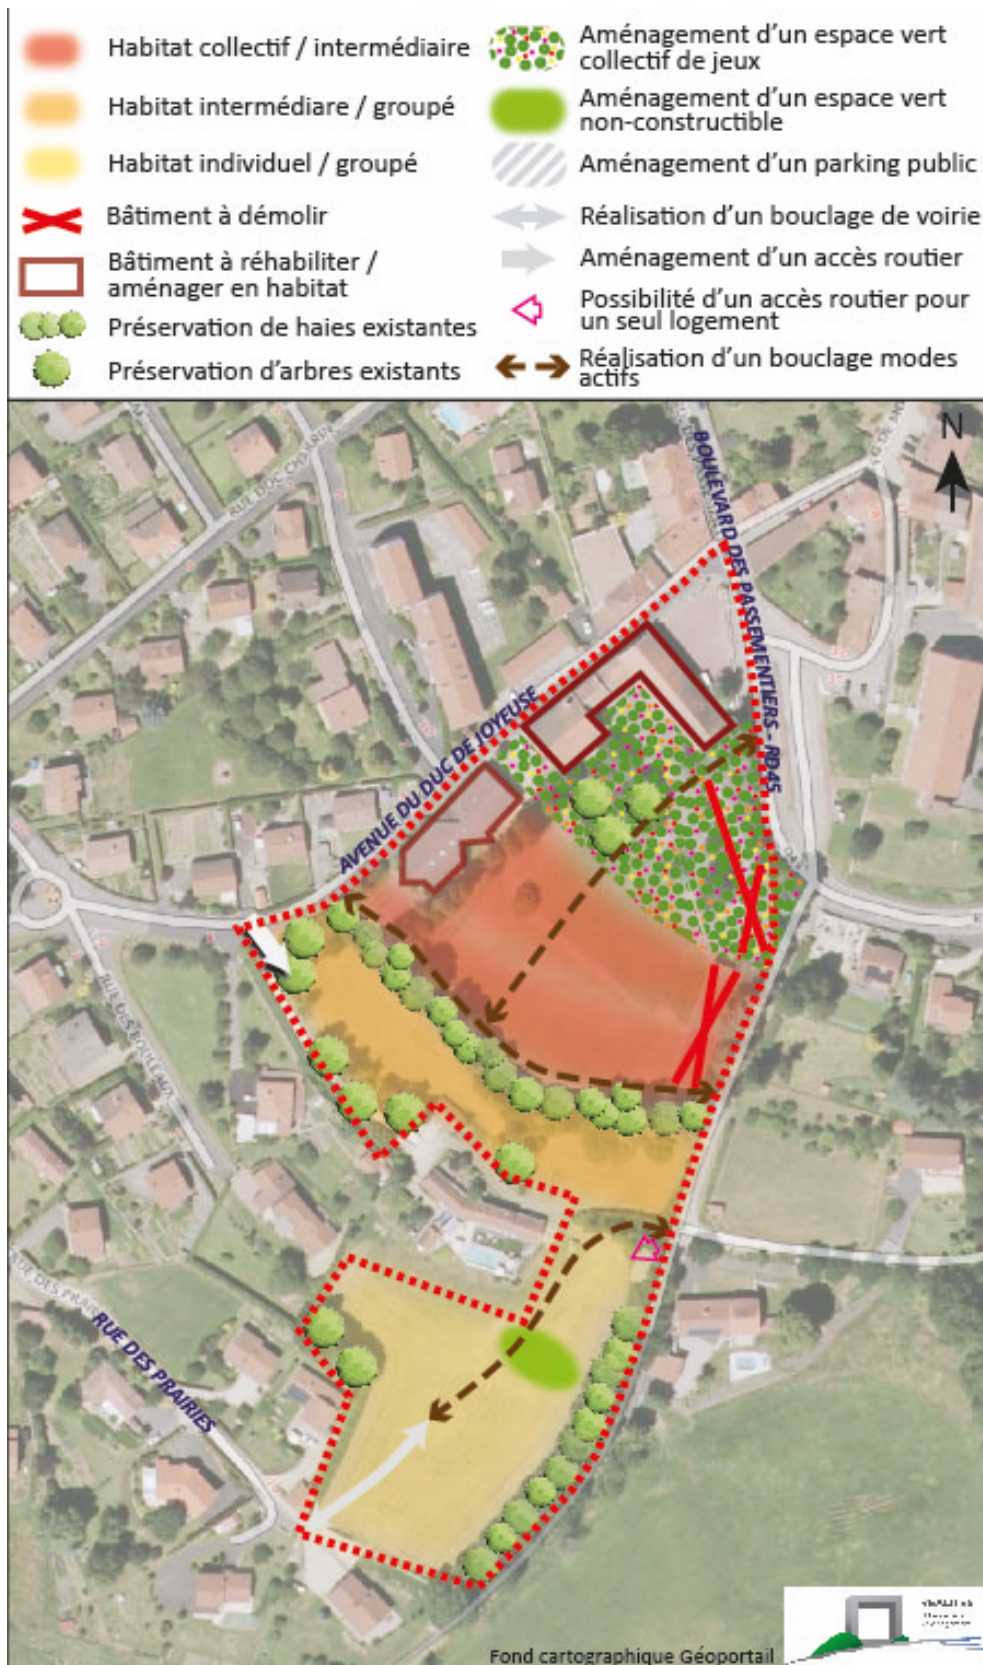 Habitat collectif / intermédiaire
Habitat intermédiare / groupé
Habitat individuel / groupé
Bâtiment à démolir
Bâtiment à réhabiliter /
aménager en habitat
Préservation de haies existantes
Préservation d'arbres existants
Aménagement d'un espace vert
collectif de jeux
Aménagement d'un espace vert
non-constructible
Aménagement d'un parking public
Réalisation d'un bouclage de voirie
Aménagement d'un accès routier
Possibilité d'un accès routier pour
un seul logement
Réalisation d'un bouclage modes
actifs
N
RUE DUC CHARLIN
BOULEVARD DES PASSEMENTIERS - RD45
AVENUE DU DUC DE JOYEUSE
RUE DES BOULEAUX
RUE DES PRAIRIES
Fond cartographique Géoportail